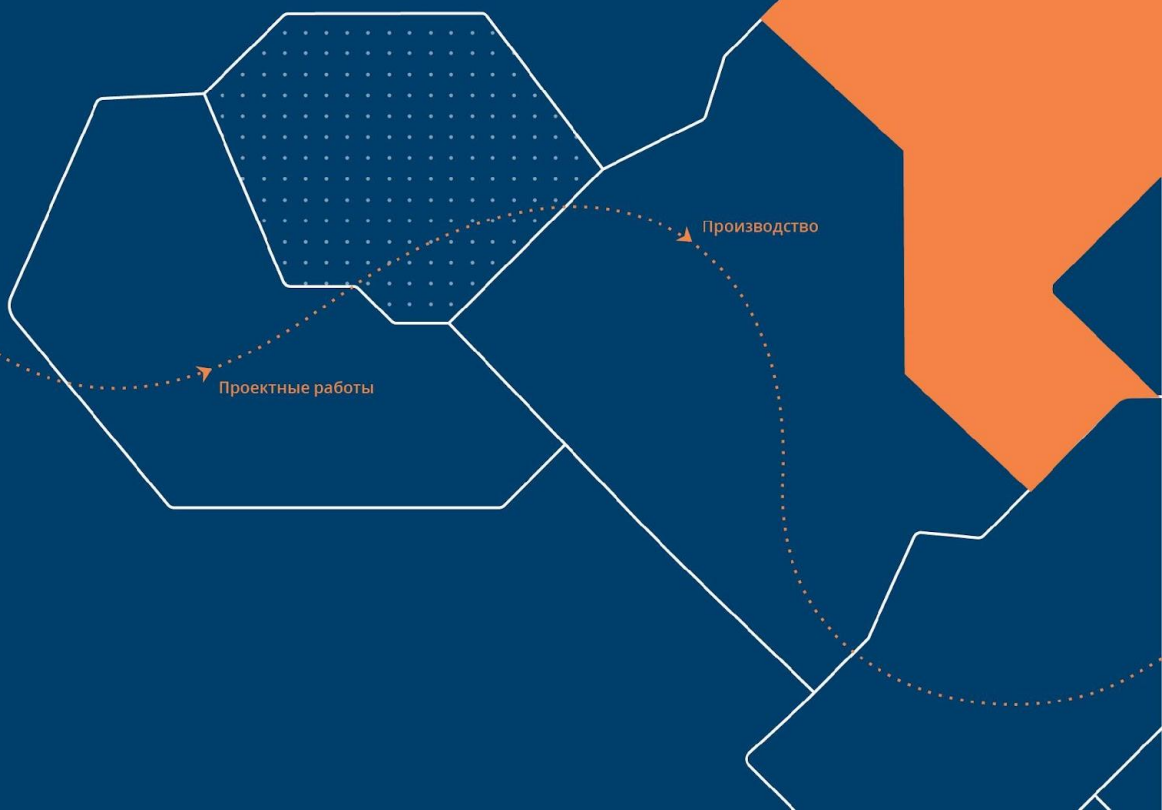 Производство
Проектные работы